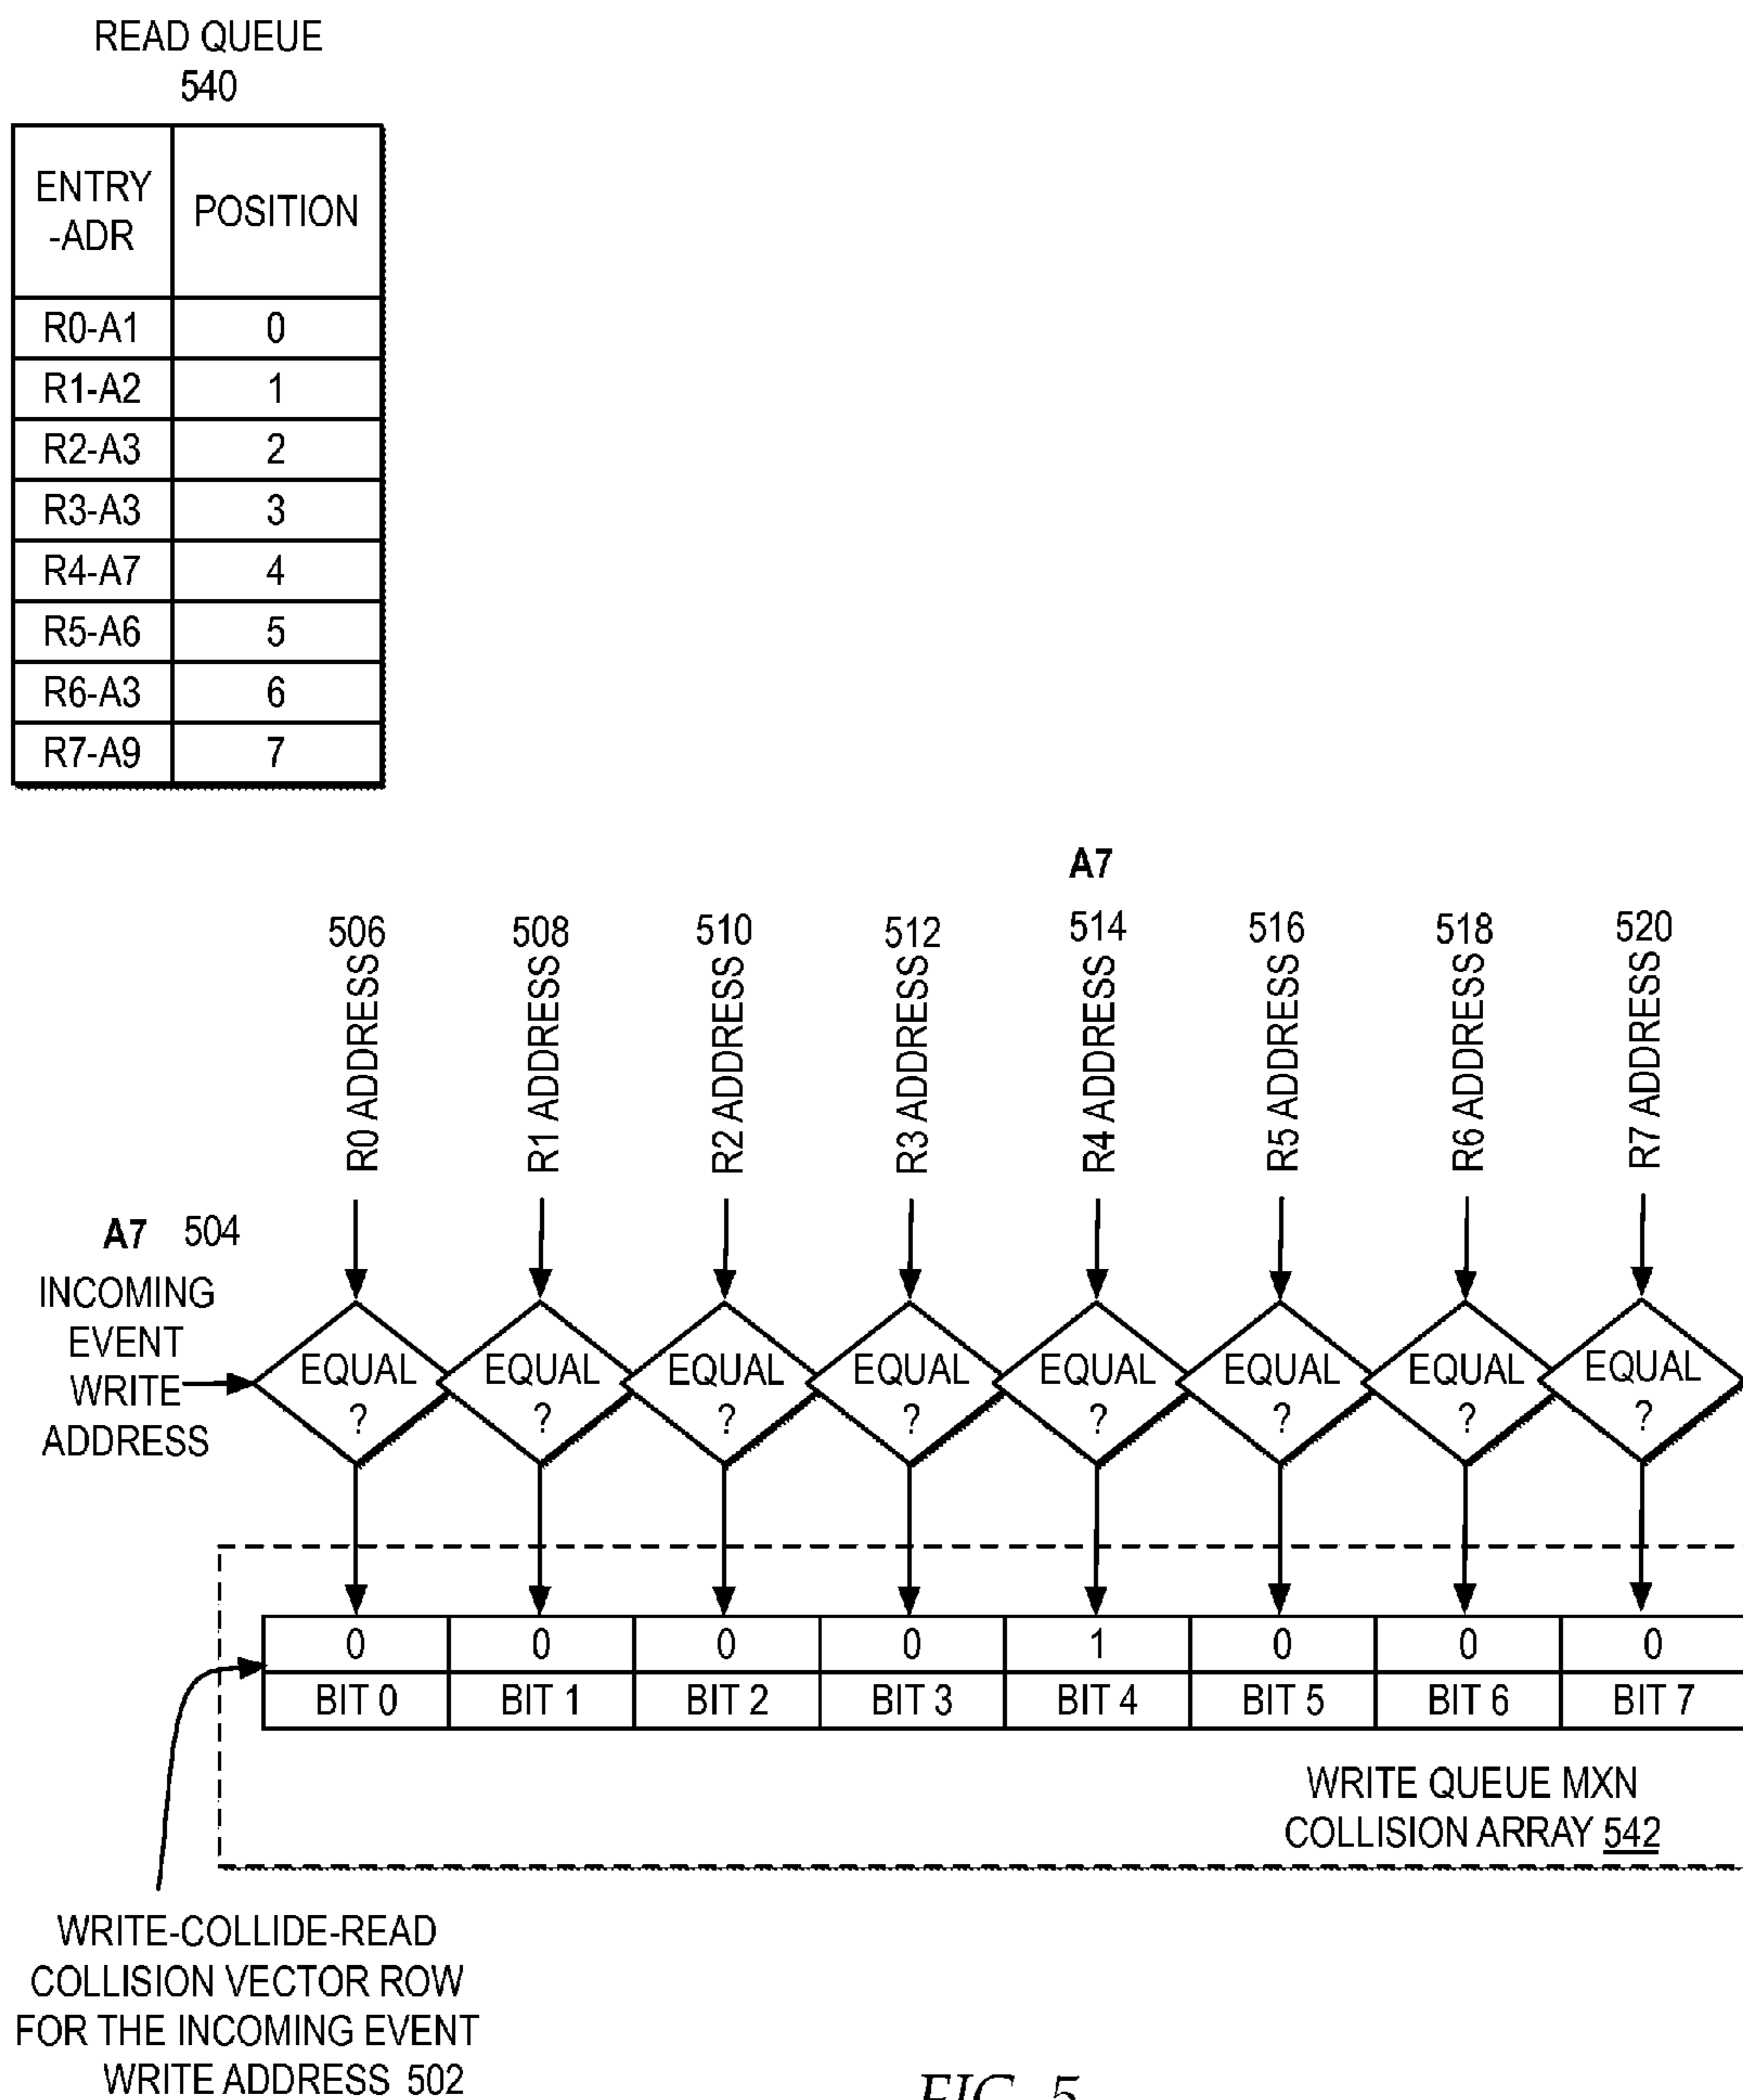 READ QUEUE
540
ENTRY
-ADR
POSITION
R0-A1 0
R1-A2 1
R2-A3 2
R3-A3 3
R4-A7 4
R5-A6 5
R6-A3 6
R7-A9 7
A7
506 508 510 512 514 516 518 520
R0 ADDRESS
R1 ADDRESS
R2 ADDRESS
R3 ADDRESS
R4 ADDRESS
R5 ADDRESS
R6 ADDRESS
R7 ADDRESS
A7 504
INCOMING
EVENT
WRITE
ADDRESS
EQUAL EQUAL EQUAL EQUAL EQUAL EQUAL EQUAL EQUAL
? ? ? ? ? ? ? ?
0 0 0 0 1 0 0 0
BIT 0 BIT 1 BIT 2 BIT 3 BIT 4 BIT 5 BIT 6 BIT 7
WRITE QUEUE MXN
COLLISION ARRAY 542
WRITE-COLLIDE-READ
COLLISION VECTOR ROW
FOR THE INCOMING EVENT
WRITE ADDRESS 502
FIG. 5